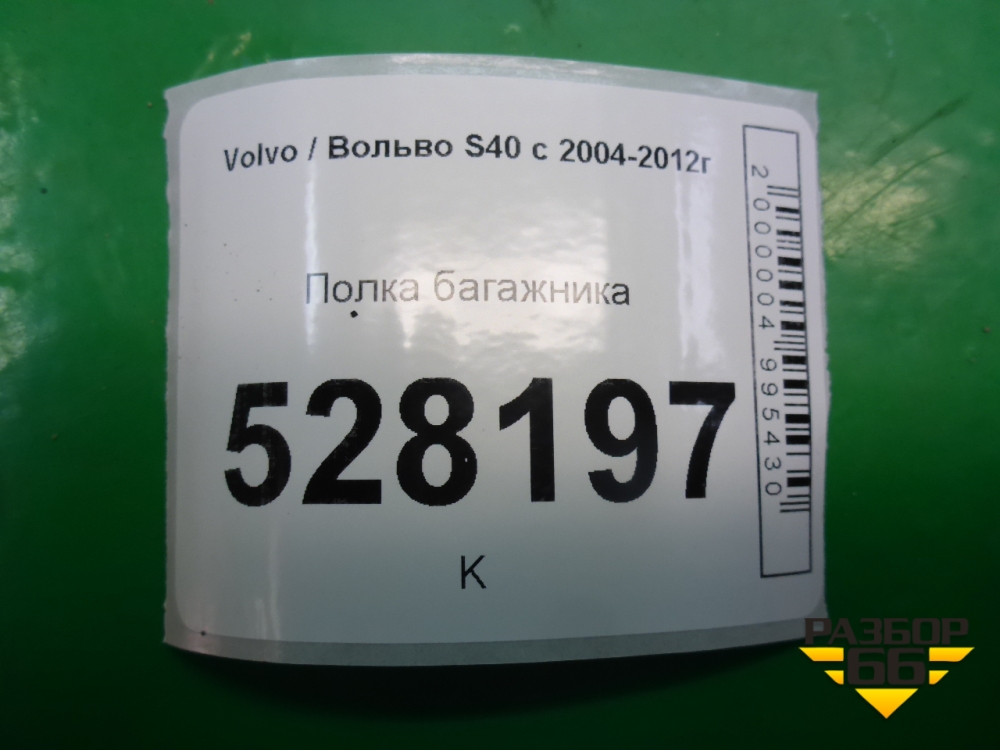 Volvo / Вольво S40 с 2004-2012г
Полка багажника
528197
К
2000004995430
РАЗБОР
66